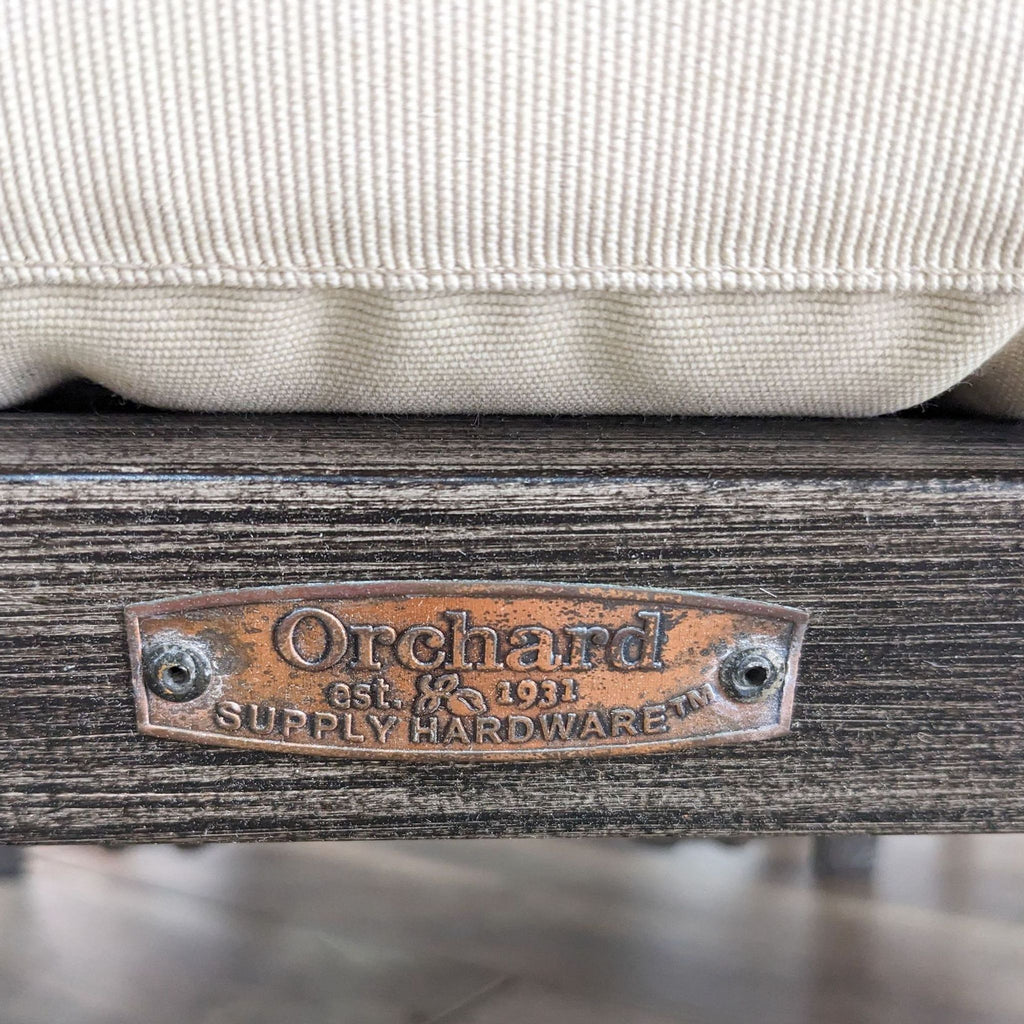 Orchard
est. 1931
SUPPLY HARDWARE™